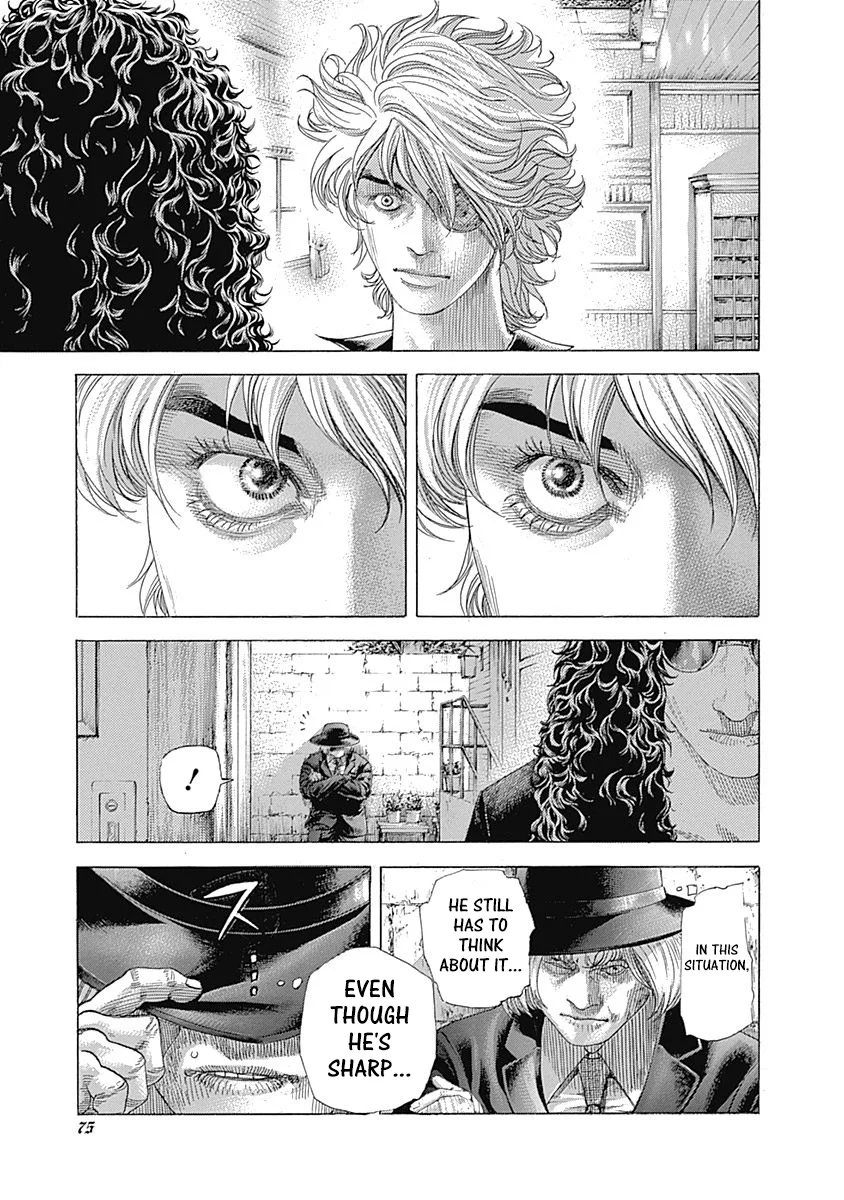 !
IN THIS
SITUATION,
HE STILL
HAS TO
THINK
ABOUT IT...
EVEN
THOUGH
HE'S
SHARP...
ス...
75